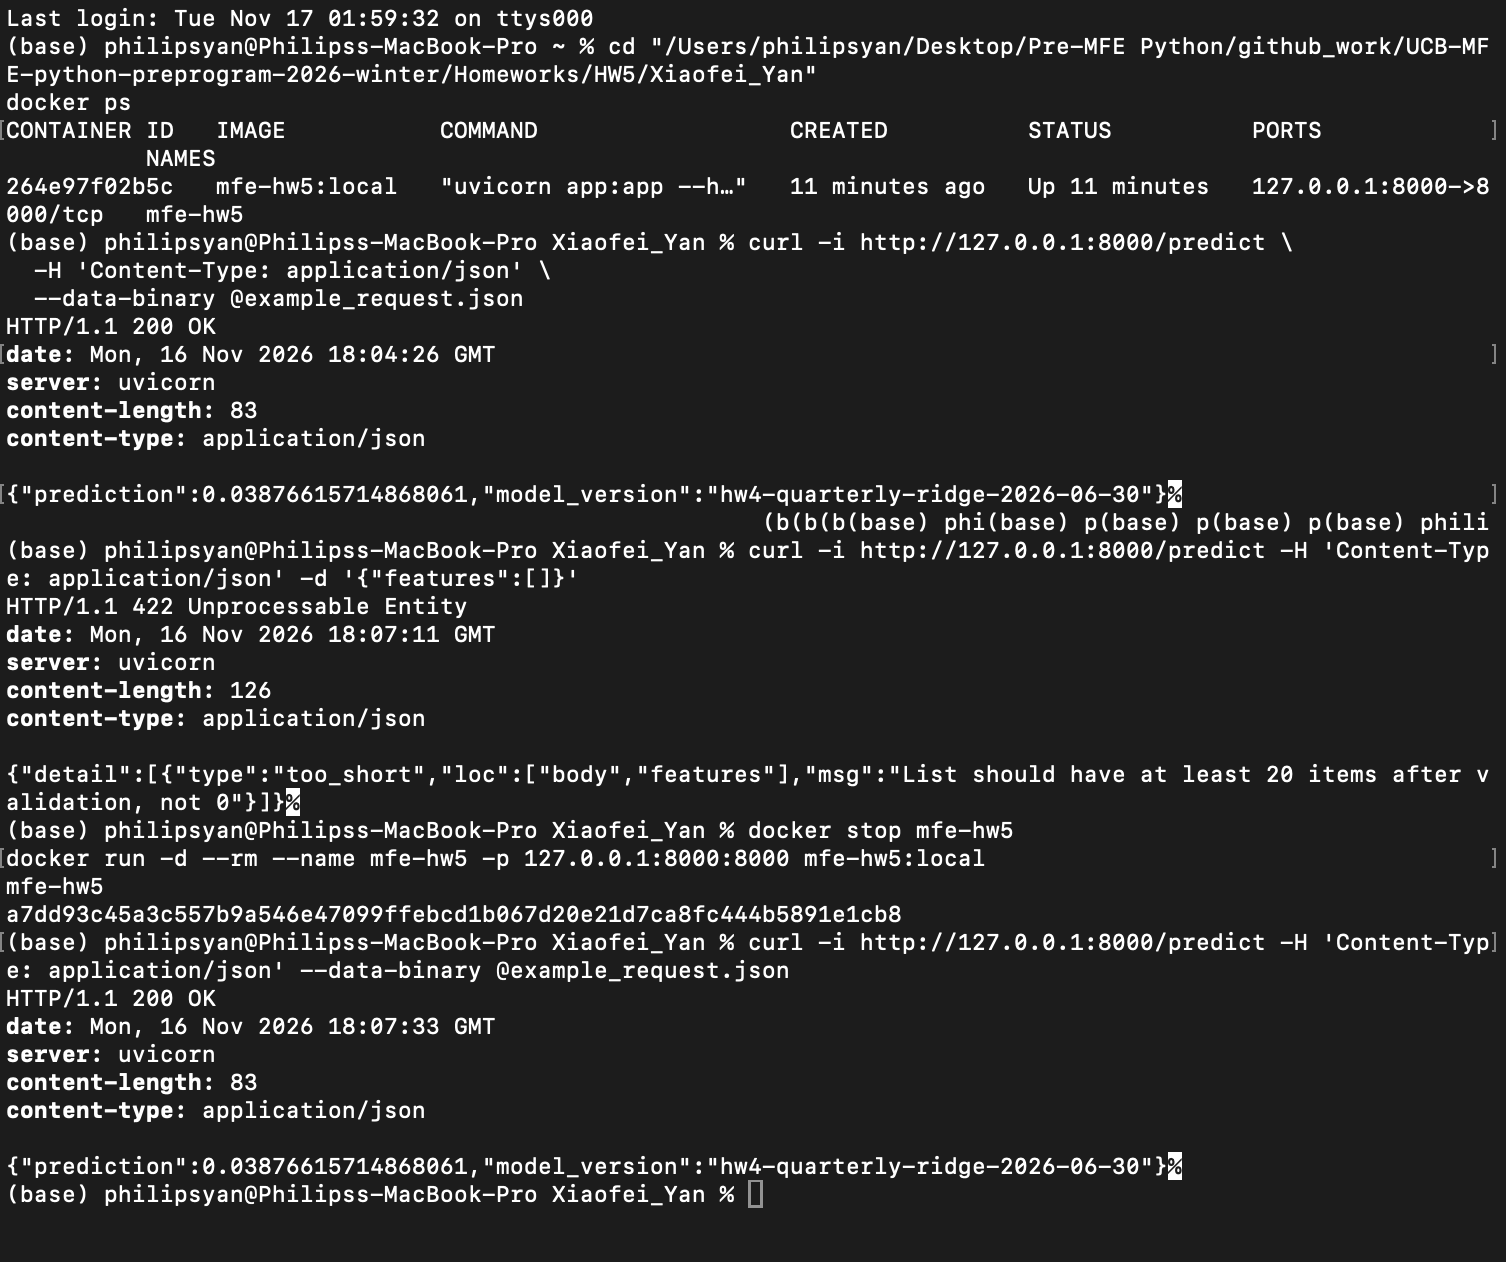 Last login: Tue Nov 17 01:59:32 on ttys000
(base) philipsyan@Philipss-MacBook-Pro ~ % cd "/Users/philipsyan/Desktop/Pre-MFE Python/github_work/UCB-MF
E-python-preprogram-2026-winter/Homeworks/HW5/Xiaofei_Yan"
docker ps
[CONTAINER ID   IMAGE           COMMAND                  CREATED          STATUS          PORTS            ]
          NAMES
264e97f02b5c   mfe-hw5:local   "uvicorn app:app --h…"   11 minutes ago   Up 11 minutes   127.0.0.1:8000->8
000/tcp   mfe-hw5
(base) philipsyan@Philipss-MacBook-Pro Xiaofei_Yan % curl -i http://127.0.0.1:8000/predict \
  -H 'Content-Type: application/json' \
  --data-binary @example_request.json
HTTP/1.1 200 OK
[date: Mon, 16 Nov 2026 18:04:26 GMT ]
server: uvicorn
content-length: 83
content-type: application/json

[{"prediction":0.03876615714868061,"model_version":"hw4-quarterly-ridge-2026-06-30"}% ]
(b(b(b(base) phi(base) p(base) p(base) p(base) phili
(base) philipsyan@Philipss-MacBook-Pro Xiaofei_Yan % curl -i http://127.0.0.1:8000/predict -H 'Content-Typ
e: application/json' -d '{"features":[]}'
HTTP/1.1 422 Unprocessable Entity
date: Mon, 16 Nov 2026 18:07:11 GMT
server: uvicorn
content-length: 126
content-type: application/json

{"detail":[{"type":"too_short","loc":["body","features"],"msg":"List should have at least 20 items after v
alidation, not 0"}]}%
(base) philipsyan@Philipss-MacBook-Pro Xiaofei_Yan % docker stop mfe-hw5
[docker run -d --rm --name mfe-hw5 -p 127.0.0.1:8000:8000 mfe-hw5:local ]
mfe-hw5
a7dd93c45a3c557b9a546e47099ffebcd1b067d20e21d7ca8fc444b5891e1cb8
[(base) philipsyan@Philipss-MacBook-Pro Xiaofei_Yan % curl -i http://127.0.0.1:8000/predict -H 'Content-Typ]
e: application/json' --data-binary @example_request.json
HTTP/1.1 200 OK
date: Mon, 16 Nov 2026 18:07:33 GMT
server: uvicorn
content-length: 83
content-type: application/json

{"prediction":0.03876615714868061,"model_version":"hw4-quarterly-ridge-2026-06-30"}%
(base) philipsyan@Philipss-MacBook-Pro Xiaofei_Yan %